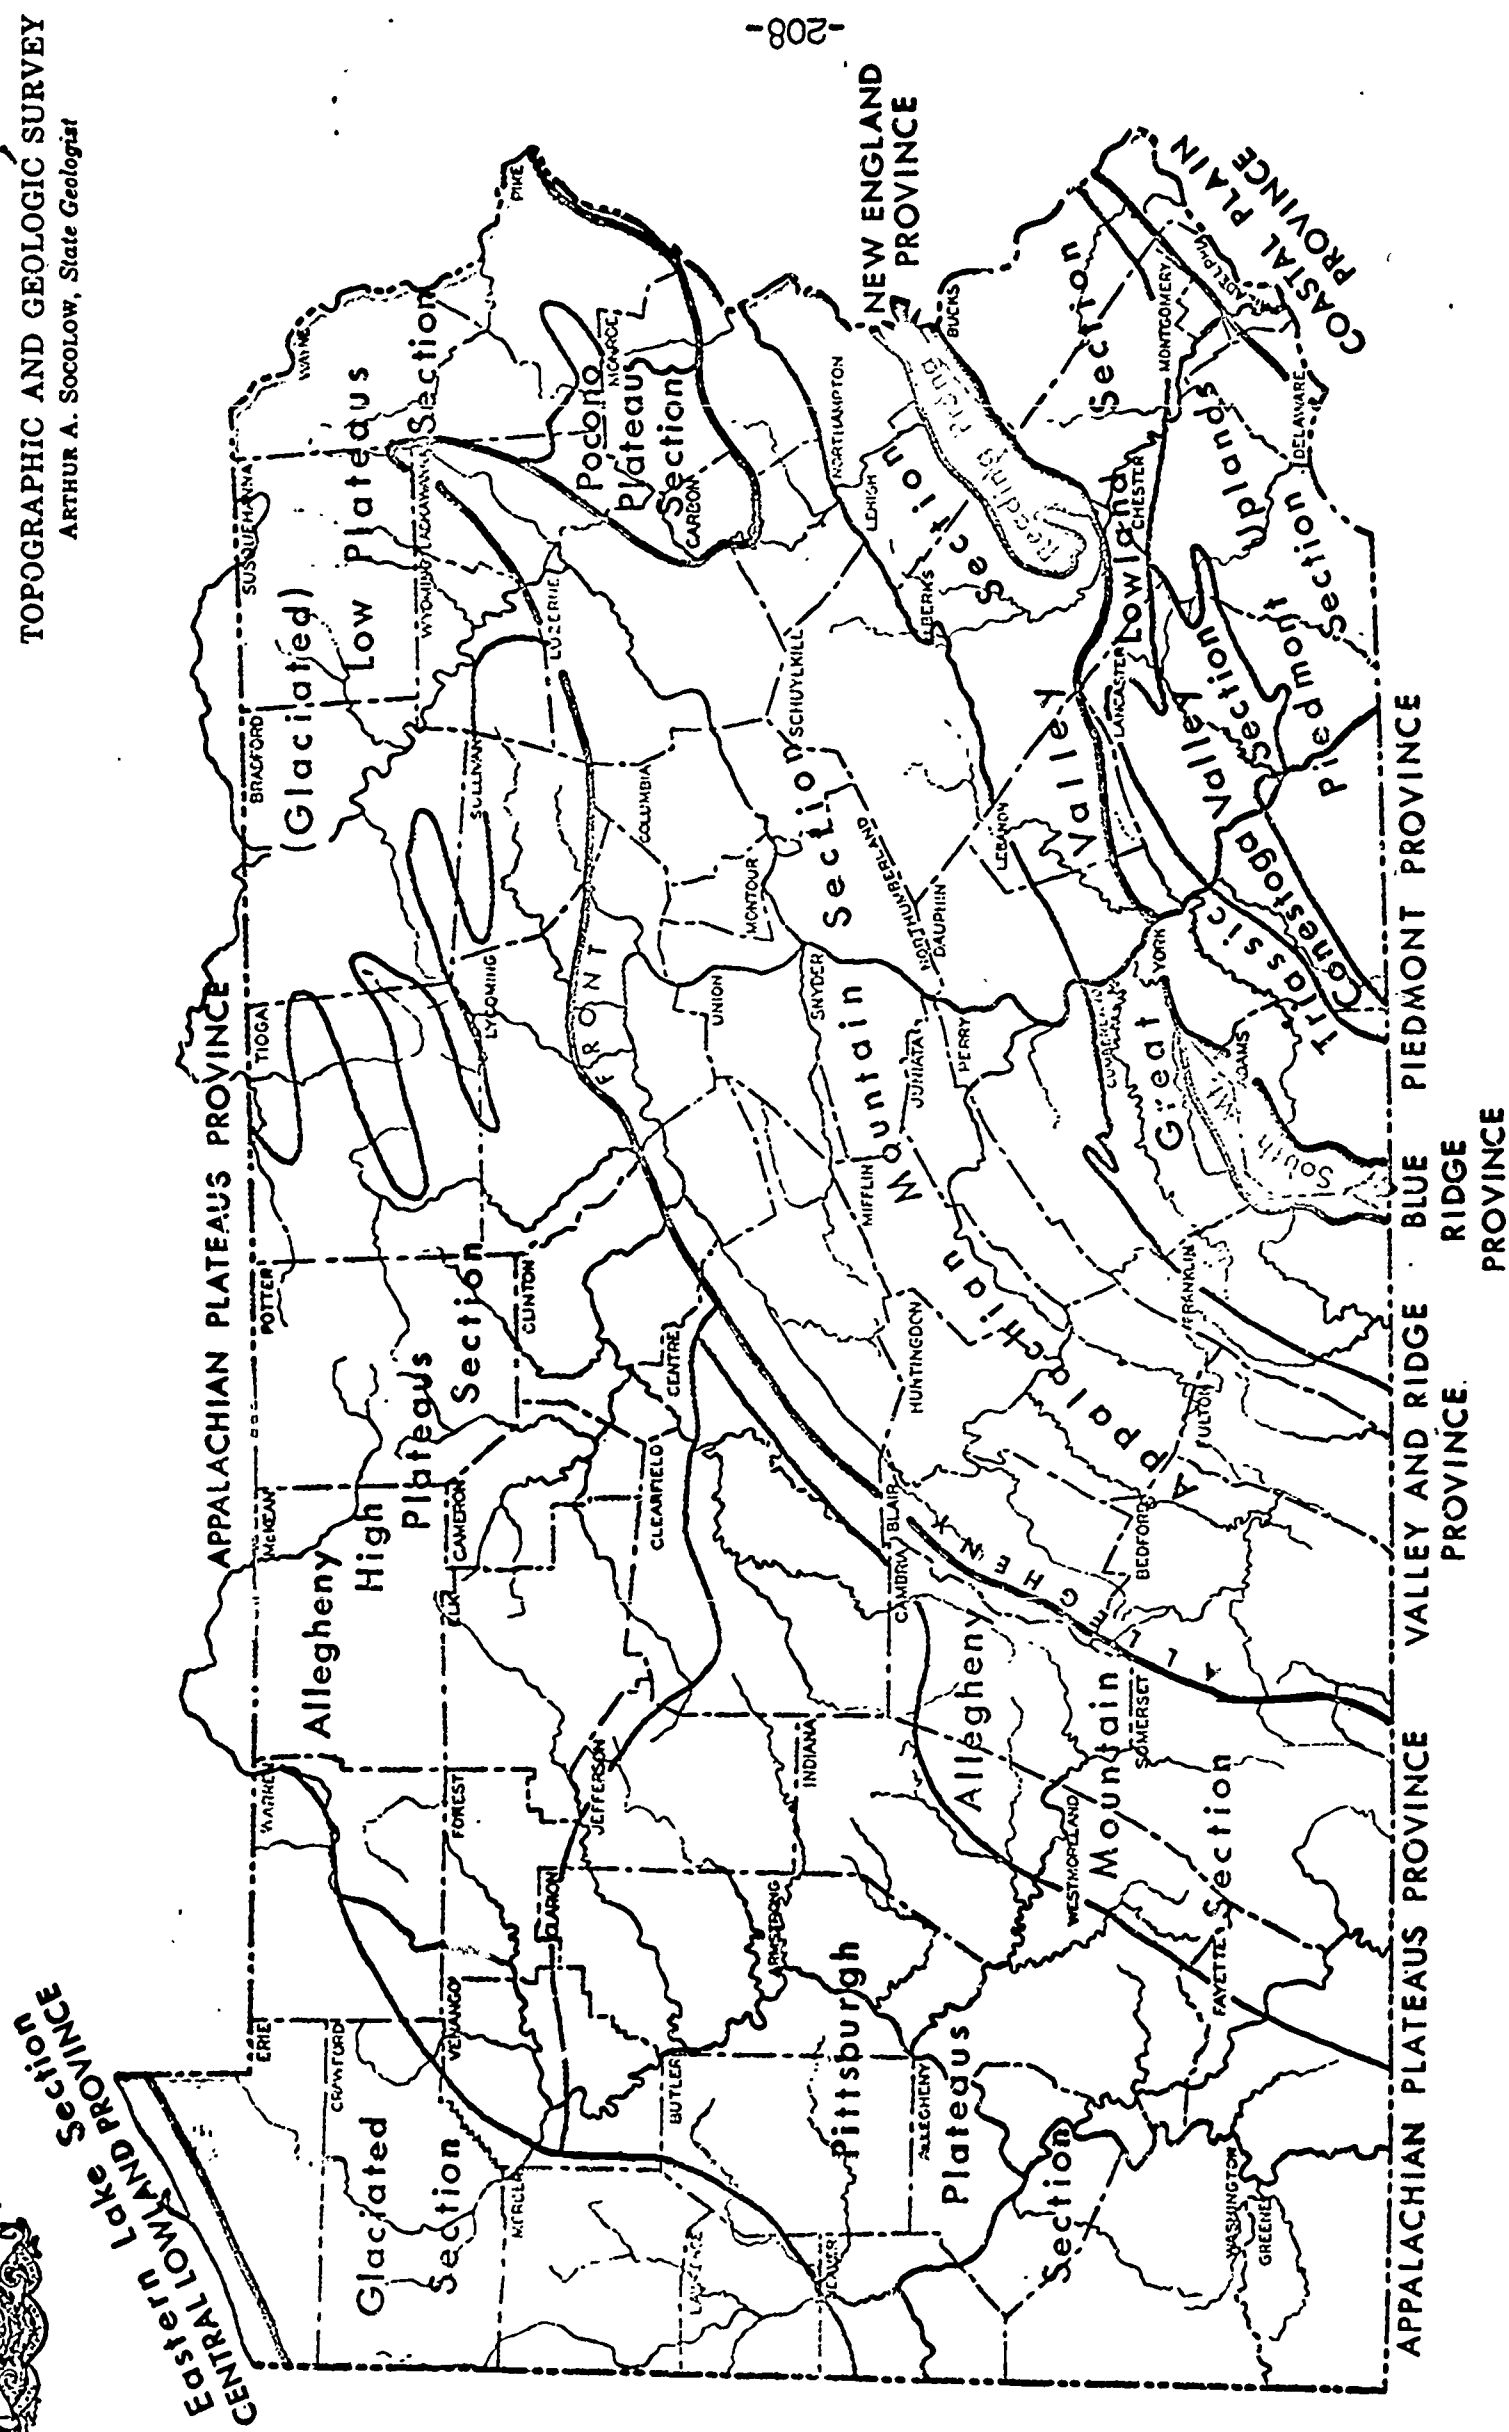 TOPOGRAPHIC AND GEOLOGIC SURVEY
ARTHUR A. SOCOLOW, State Geologist
-208-
Eastern Lake Section
CENTRAL LOWLAND PROVINCE
APPALACHIAN PLATEAUS PROVINCE
NEW ENGLAND
PROVINCE
COASTAL PLAIN
PROVINCE
Glaciated
Section
Allegheny
High
Plateaus
Section
(Glaciated)
Low Plateaus
Section
Pocono
Plateau
Section
Pittsburgh
Plateaus
Section
Allegheny
Mountain
Section
FRONT
Appalachian
Mountain
Section
Great
Valley
Section
Reading Prong
South Mt
Triassic
Lowland
Section
Conestoga Valley
Section
Piedmont
Uplands
Section
ERIE
CRAWFORD
WARREN
McKEAN
POTTER
TIOGA
BRADFORD
SUSQUEHANNA
WAYNE
PIKE
MERCER
VENANGO
FOREST
ELK
CAMERON
CLINTON
LYCOMING
SULLIVAN
WYOMING
LACKAWANNA
LUZERNE
MONROE
CARBON
BUTLER
CLARION
JEFFERSON
CLEARFIELD
CENTRE
UNION
MONTOUR
COLUMBIA
SCHUYLKILL
NORTHAMPTON
LEHIGH
BERKS
BUCKS
LAWRENCE
BEAVER
ALLEGHENY
ARMSTRONG
INDIANA
CAMBRIA
BLAIR
HUNTINGDON
MIFFLIN
SNYDER
JUNIATA
NORTHUMBERLAND
DAUPHIN
PERRY
LEBANON
LANCASTER
CHESTER
MONTGOMERY
PHILADELPHIA
DELAWARE
WASHINGTON
GREENE
FAYETTE
WESTMORELAND
SOMERSET
BEDFORD
FULTON
FRANKLIN
CUMBERLAND
ADAMS
YORK
APPALACHIAN PLATEAUS PROVINCE
VALLEY AND RIDGE
PROVINCE.
BLUE
RIDGE
PROVINCE
PIEDMONT PROVINCE